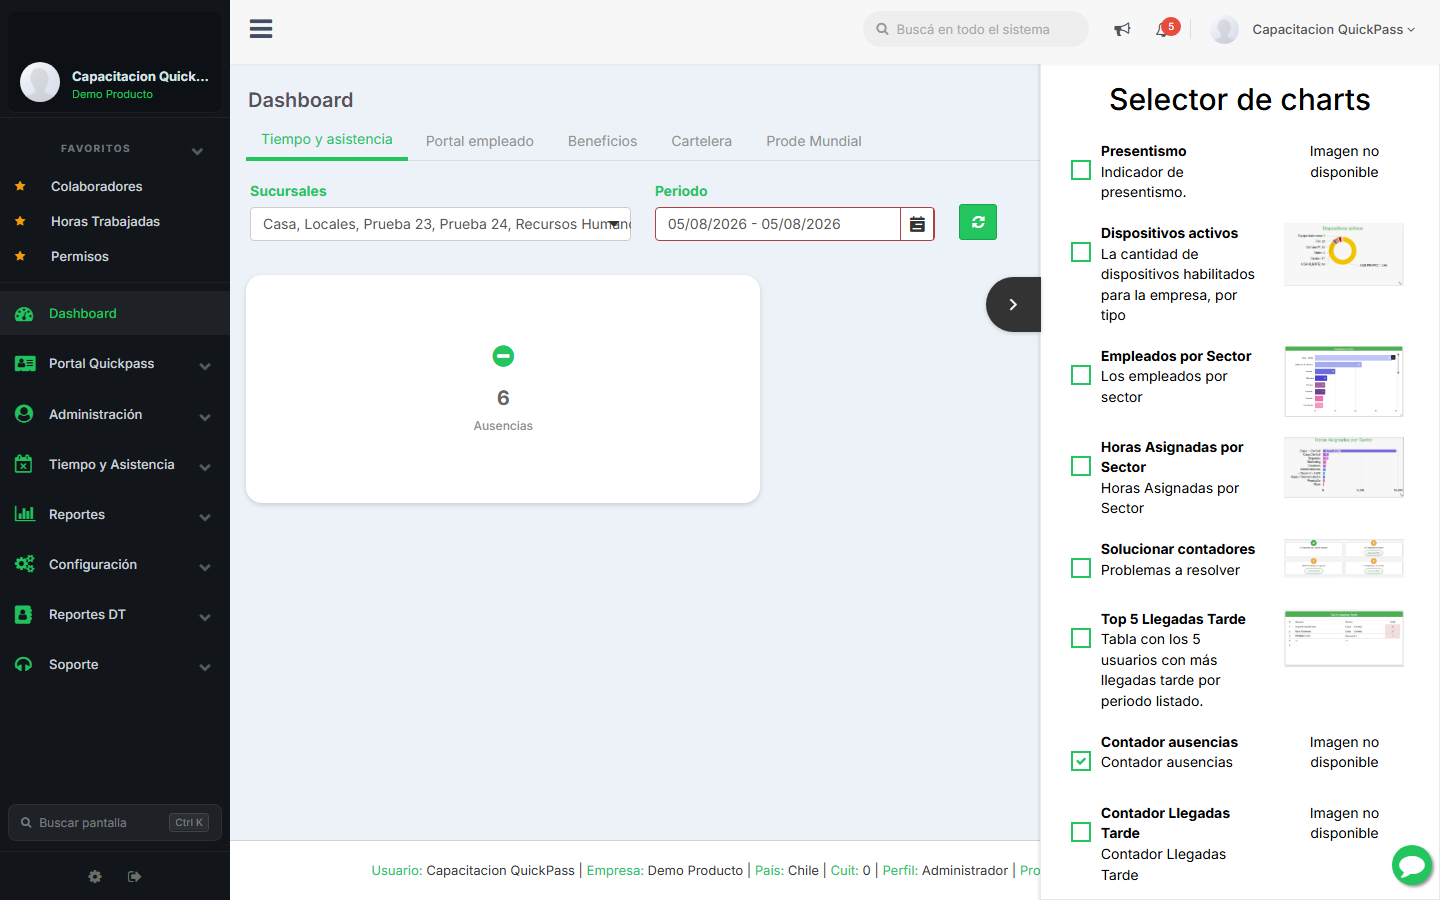 Capacitacion Quick...
Demo Producto
FAVORITOS
Colaboradores
Horas Trabajadas
Permisos
Dashboard
Portal Quickpass
Administración
Tiempo y Asistencia
Reportes
Configuración
Reportes DT
Soporte
Buscar pantalla
Ctrl K
Buscá en todo el sistema
5
Capacitacion QuickPass
Dashboard
Tiempo y asistencia
Portal empleado
Beneficios
Cartelera
Prode Mundial
Sucursales
Periodo
Casa, Locales, Prueba 23, Prueba 24, Recursos
05/08/2026 - 05/08/2026
6
Ausencias
Usuario: Capacitacion QuickPass | Empresa: Demo Producto | País: Chile | Cuit: 0 | Perfil: Administrador |
Selector de charts
Presentismo
Indicador de
presentismo.
Imagen no
disponible
Dispositivos activos
La cantidad de
dispositivos habilitados
para la empresa, por
tipo
Dispositivos activos
Empleados por Sector
Los empleados por
sector
Horas Asignadas por
Sector
Horas Asignadas por
Sector
Horas Asignadas por Sector
Solucionar contadores
Problemas a resolver
Top 5 Llegadas Tarde
Tabla con los 5
usuarios con más
llegadas tarde por
periodo listado.
Contador ausencias
Contador ausencias
Imagen no
disponible
Contador Llegadas
Tarde
Contador Llegadas
Tarde
Imagen no
disponible